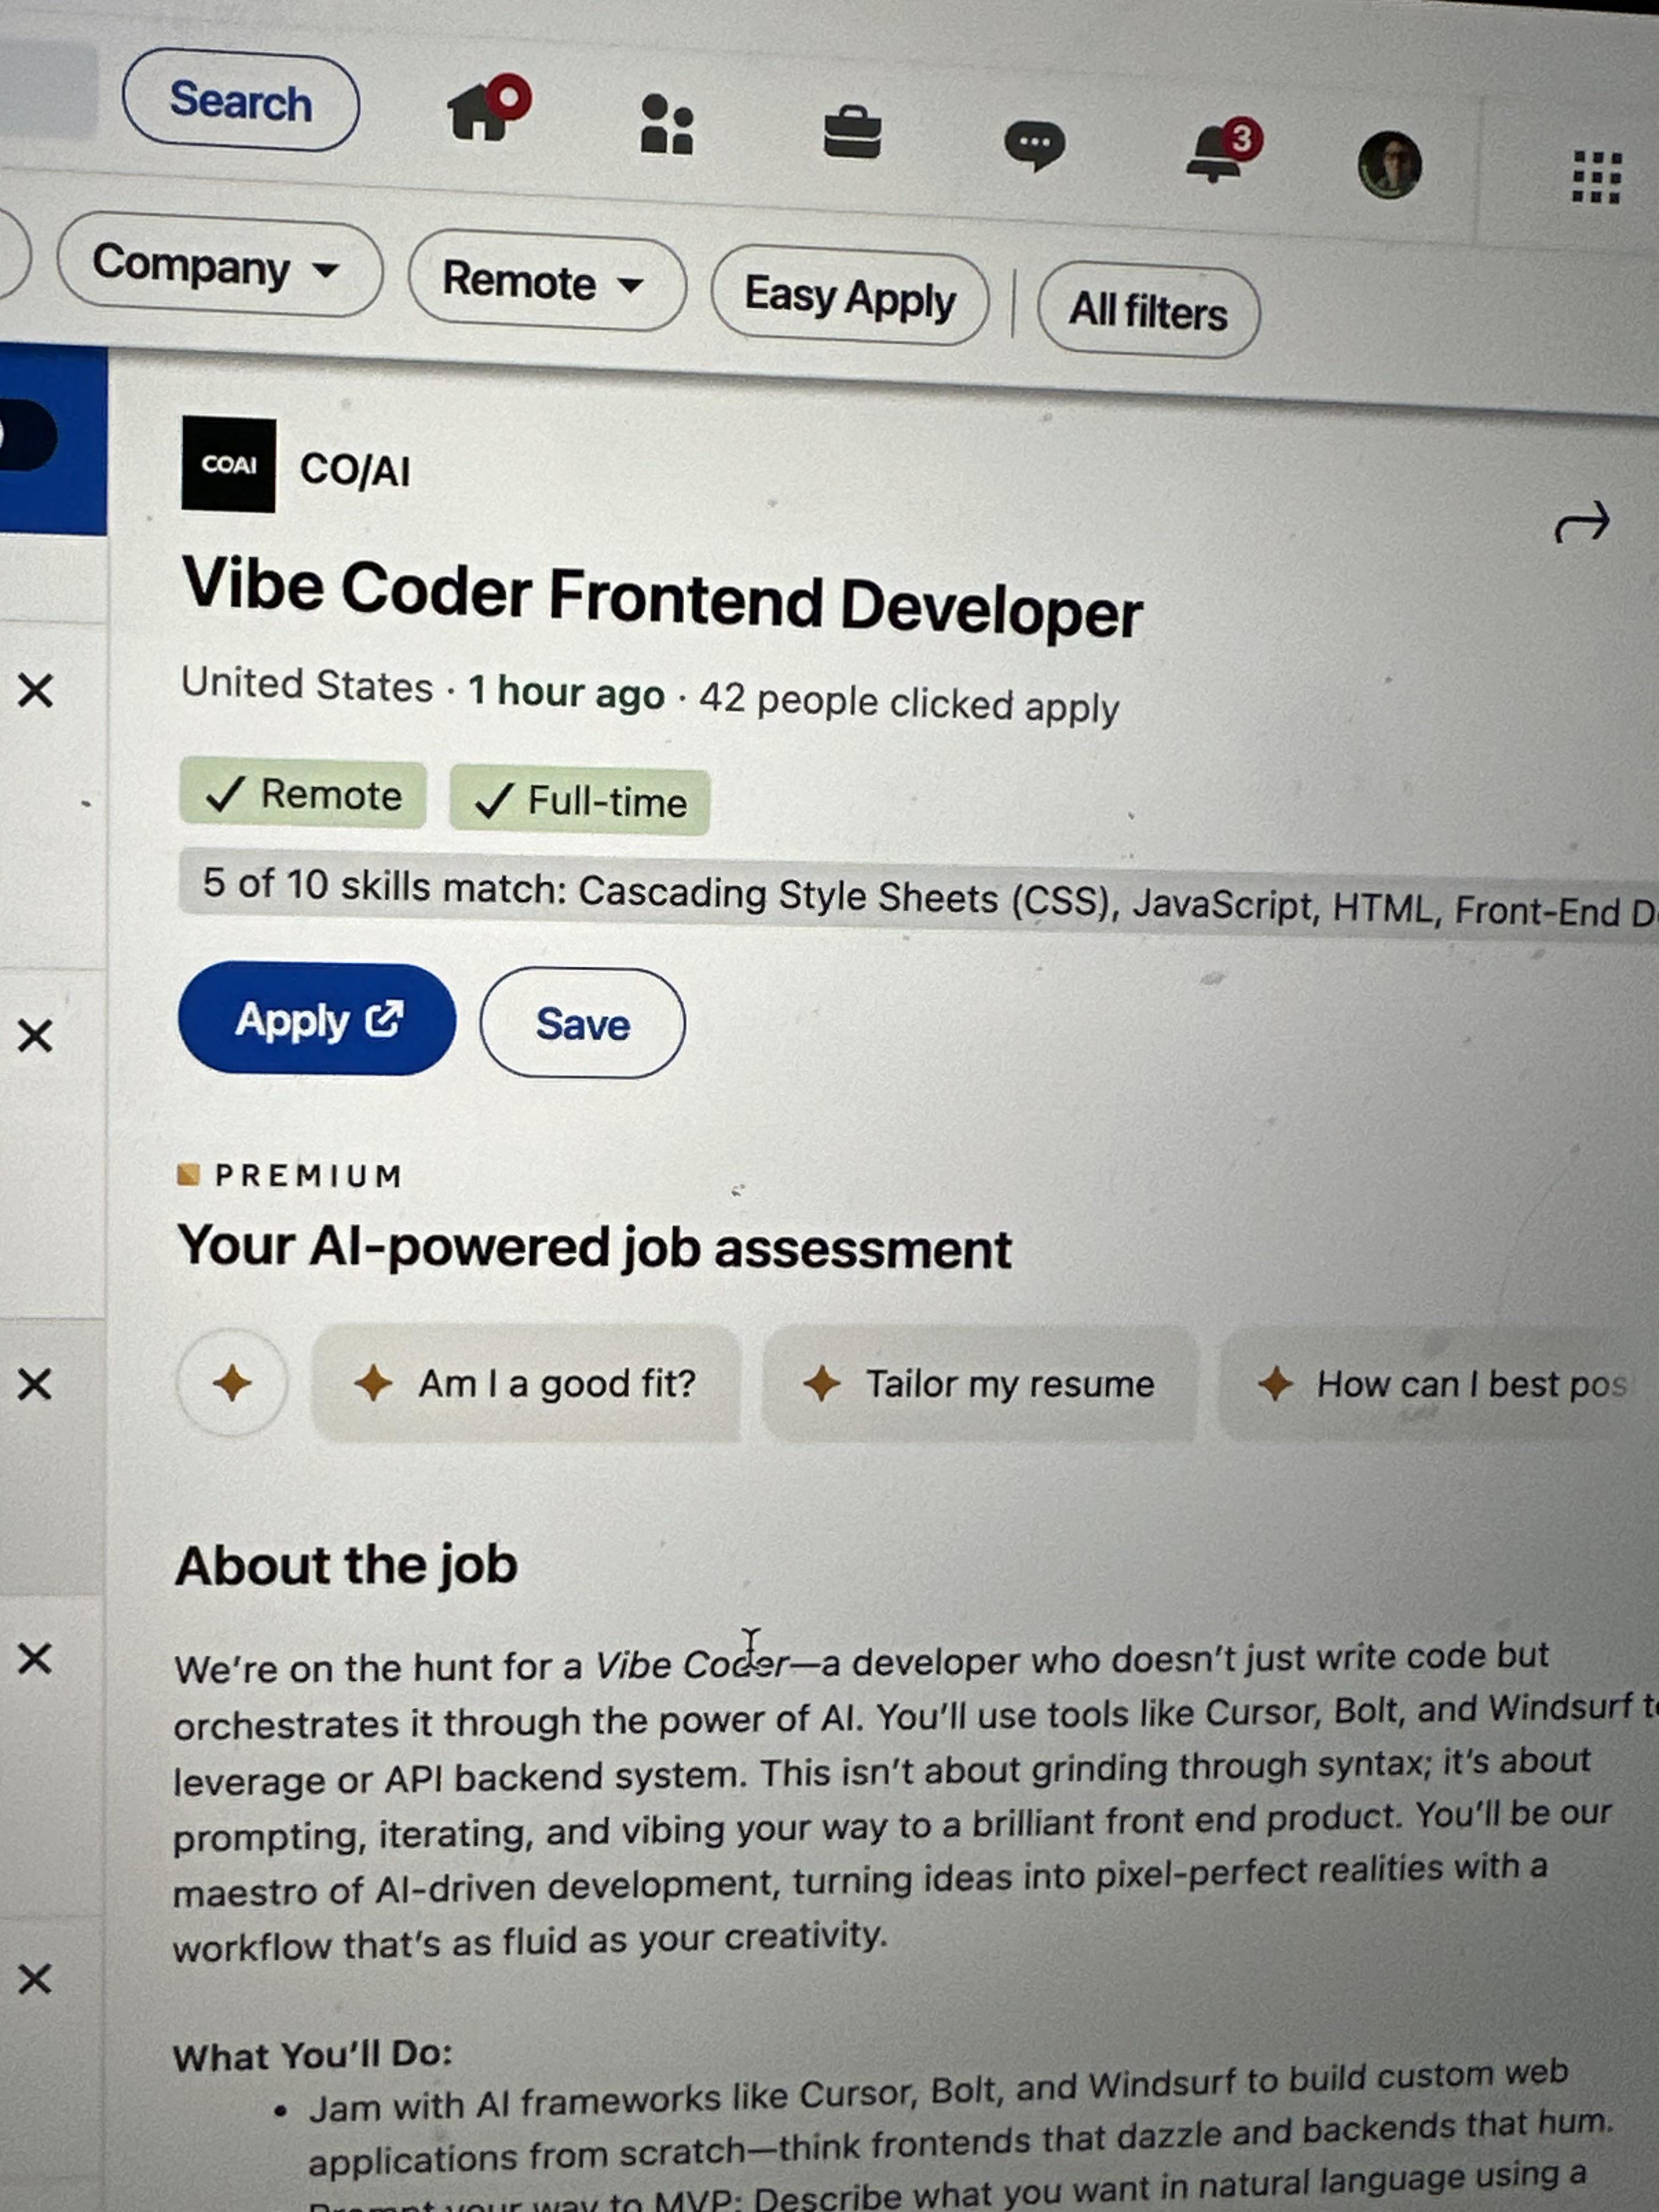 Search
3
Company
Remote
Easy Apply
All filters
COAI
CO/AI
Vibe Coder Frontend Developer
United States · 1 hour ago · 42 people clicked apply
✓ Remote
✓ Full-time
5 of 10 skills match: Cascading Style Sheets (CSS), JavaScript, HTML, Front-End
Apply
Save
PREMIUM
Your AI-powered job assessment
Am I a good fit?
Tailor my resume
How can I best pos
About the job
We're on the hunt for a Vibe Coder—a developer who doesn't just write code but
orchestrates it through the power of AI. You'll use tools like Cursor, Bolt, and Windsurf
leverage or API backend system. This isn't about grinding through syntax; it's about
prompting, iterating, and vibing your way to a brilliant front end product. You'll be our
maestro of AI-driven development, turning ideas into pixel-perfect realities with a
workflow that's as fluid as your creativity.
What You'll Do:
• Jam with AI frameworks like Cursor, Bolt, and Windsurf to build custom web
applications from scratch—think frontends that dazzle and backends that hum.
Prompt your way to MVP: Describe what you want in natural language using a